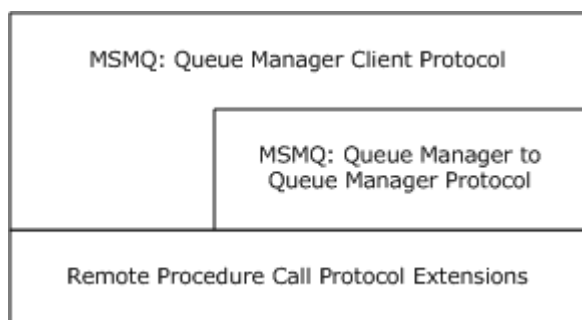 MSMQ: Queue Manager Client Protocol
MSMQ: Queue Manager to
Queue Manager Protocol
Remote Procedure Call Protocol Extensions